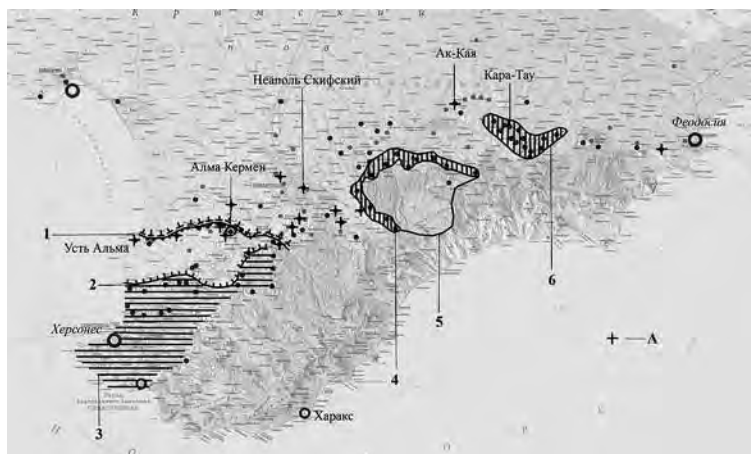 К р ы м с к и й
Ак-Кая
Неаполь Скифский
Кара-Тау
Феодосия
Алма-Кермен
1
Усть Альма
2
6
5
Херсонес
А
4
Харакс
3